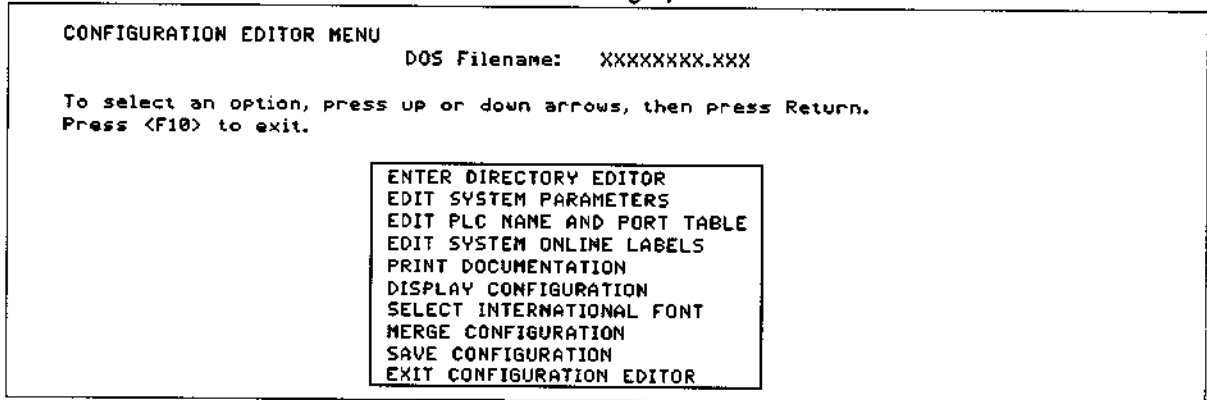 CONFIGURATION EDITOR MENU
DOS Filename: XXXXXXXX.XXX
To select an option, press up or down arrows, then press Return.
Press <F10> to exit.
ENTER DIRECTORY EDITOR
EDIT SYSTEM PARAMETERS
EDIT PLC NAME AND PORT TABLE
EDIT SYSTEM ONLINE LABELS
PRINT DOCUMENTATION
DISPLAY CONFIGURATION
SELECT INTERNATIONAL FONT
MERGE CONFIGURATION
SAVE CONFIGURATION
EXIT CONFIGURATION EDITOR